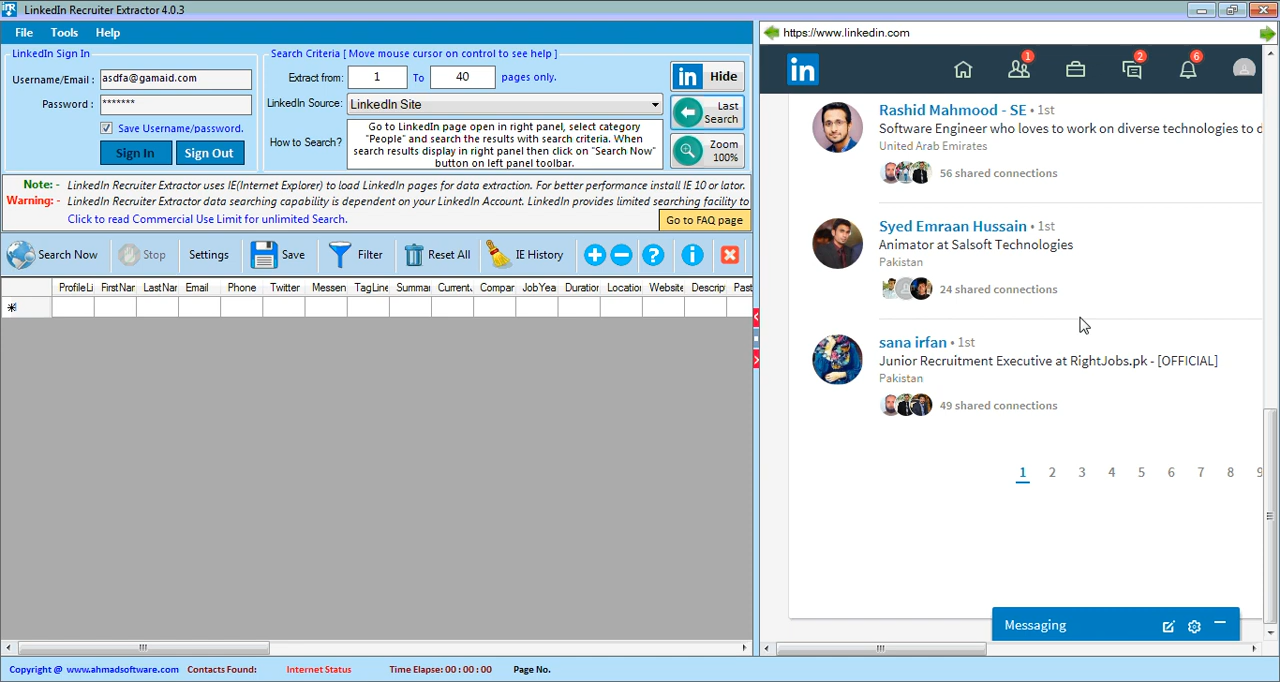 LinkedIn Recruiter Extractor 4.0.3
File Tools Help
LinkedIn Sign In
Username/Email : asdfa@gamaid.com
Password : *******
Save Username/password.
Sign In Sign Out
Search Criteria [ Move mouse cursor on control to see help ]
Extract from: 1 To 40 pages only.
LinkedIn Source: LinkedIn Site
How to Search?
Go to LinkedIn page open in right panel, select category
"People" and search the results with search criteria. When
search results display in right panel then click on "Search Now"
button on left panel toolbar.
in Hide
Last
Search
Zoom
100%
Note: - LinkedIn Recruiter Extractor uses IE(Internet Explorer) to load LinkedIn pages for data extraction. For better performance install IE 10 or later.
Warning: - LinkedIn Recruiter Extractor data searching capability is dependent on your LinkedIn Account. LinkedIn provides limited searching facility to
Click to read Commercial Use Limit for unlimited Search.
Go to FAQ page
Search Now Stop Settings Save Filter Reset All IE History
ProfileLi FirstNar LastNar Email Phone Twitter Messen TagLine Summa Current. Compar JobYea Duratior Locatior Website Descrip Past
Copyright @ www.ahmadsoftware.com Contacts Found: Internet Status Time Elapse: 00 : 00 : 00 Page No.
https://www.linkedin.com
in 1 2 6
Rashid Mahmood - SE • 1st
Software Engineer who loves to work on diverse technologies to d
United Arab Emirates
56 shared connections
Syed Emraan Hussain • 1st
Animator at Salsoft Technologies
Pakistan
24 shared connections
sana irfan • 1st
Junior Recruitment Executive at RightJobs.pk - [OFFICIAL]
Pakistan
49 shared connections
1 2 3 4 5 6 7 8 9
Messaging